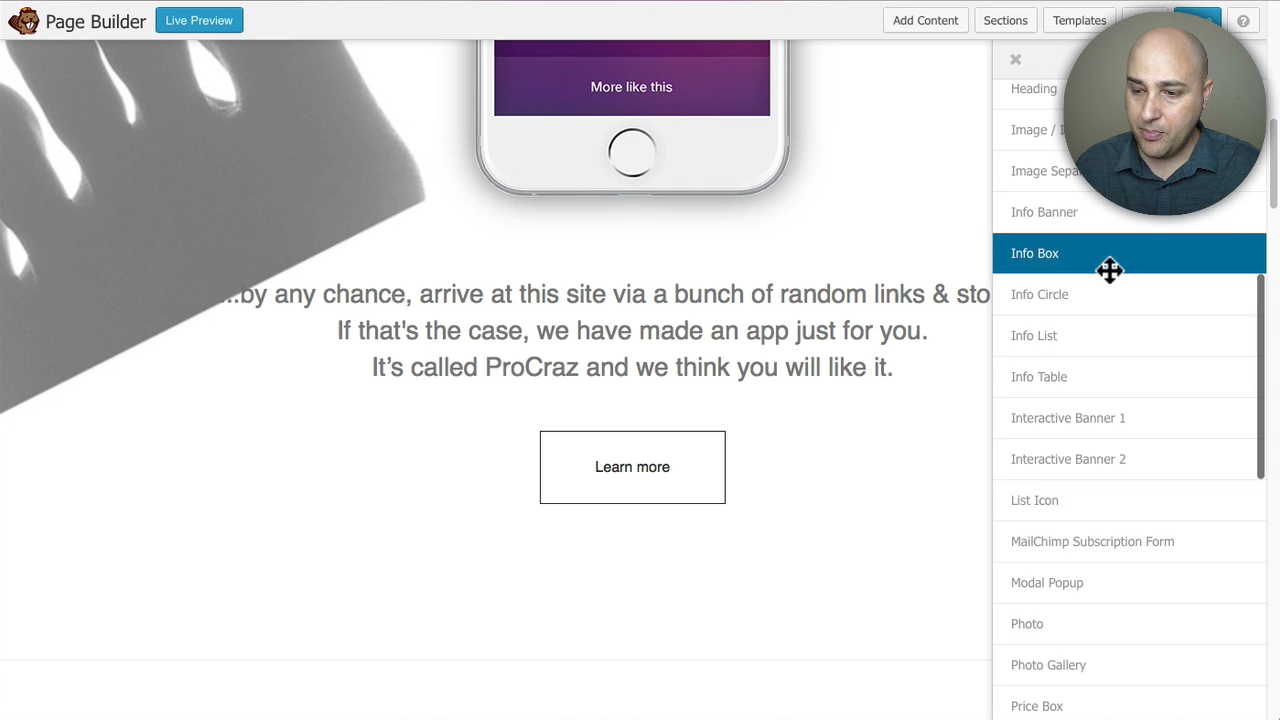 Page Builder
Live Preview
Add Content
Sections
Templates
?
More like this
...by any chance, arrive at this site via a bunch of random links & sto
If that's the case, we have made an app just for you.
It’s called ProCraz and we think you will like it.
Learn more
Heading
Image /
Image Sepa
Info Banner
Info Box
Info Circle
Info List
Info Table
Interactive Banner 1
Interactive Banner 2
List Icon
MailChimp Subscription Form
Modal Popup
Photo
Photo Gallery
Price Box